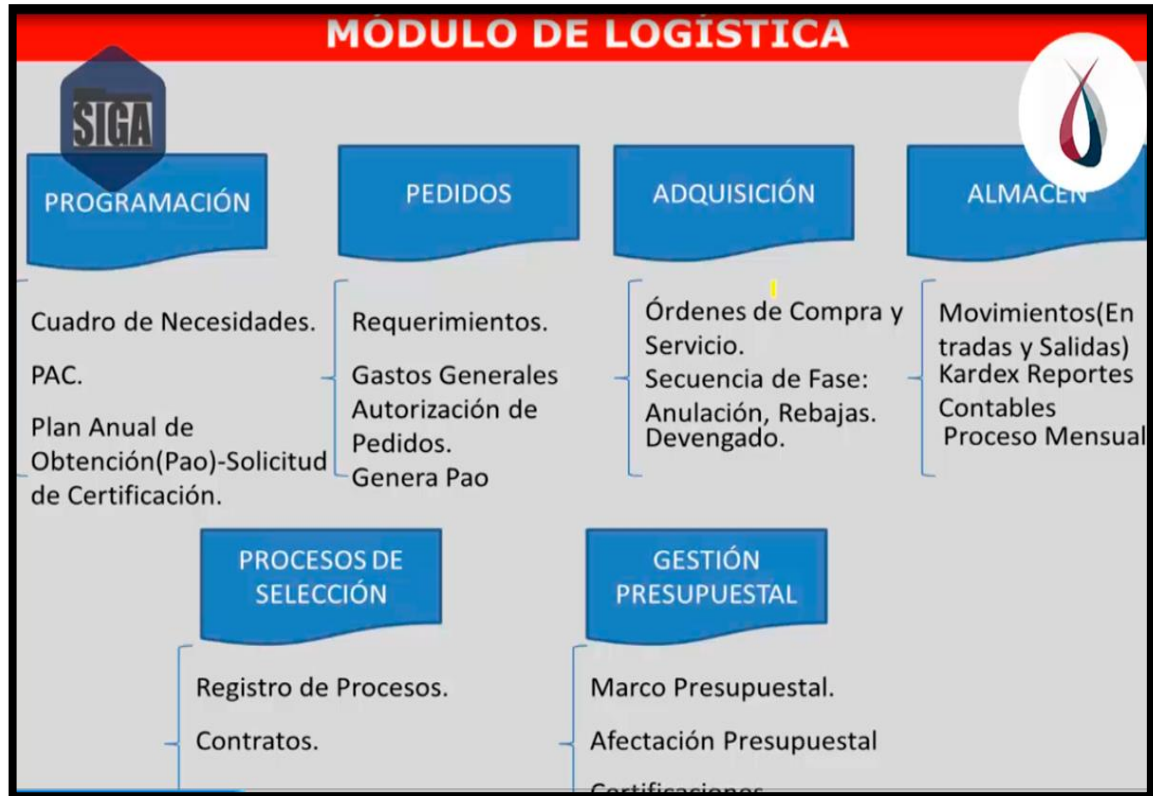 MÓDULO DE LOGÍSTICA
SIGA
PROGRAMACIÓN
Cuadro de Necesidades.
PAC.
Plan Anual de
Obtención(Pao)-Solicitud
de Certificación.
PEDIDOS
Requerimientos.
Gastos Generales
Autorización de
Pedidos.
Genera Pao
ADQUISICIÓN
Órdenes de Compra y
Servicio.
Secuencia de Fase:
Anulación, Rebajas.
Devengado.
ALMACEN
Movimientos(En
tradas y Salidas)
Kardex Reportes
Contables
Proceso Mensual
PROCESOS DE
SELECCIÓN
Registro de Procesos.
Contratos.
GESTIÓN
PRESUPUESTAL
Marco Presupuestal.
Afectación Presupuestal
Certificaciones